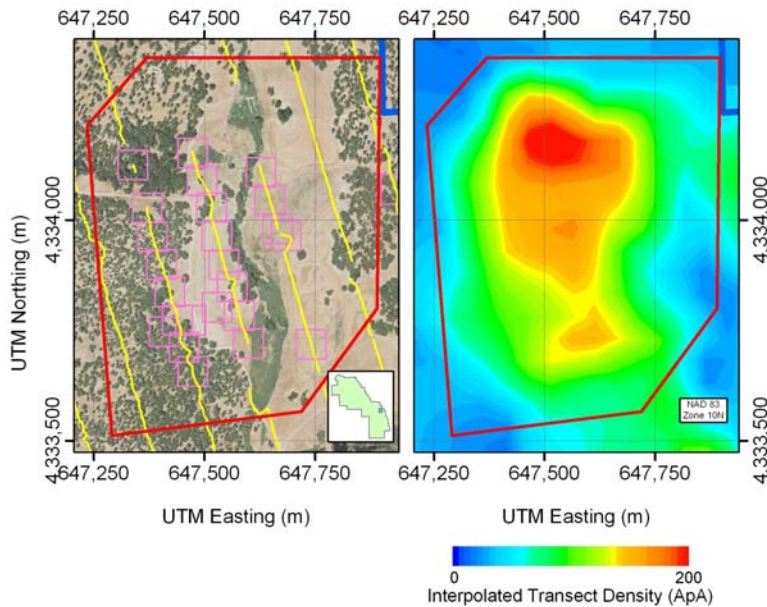 647,250 647,500 647,750 647,250 647,500 647,750
UTM Northing (m)
4,334,000
4,333,500
4,334,000
4,333,500
NAD 83
Zone 10N
647,250 647,500 647,750 647,250 647,500 647,750
UTM Easting (m) UTM Easting (m)
0 200
Interpolated Transect Density (ApA)